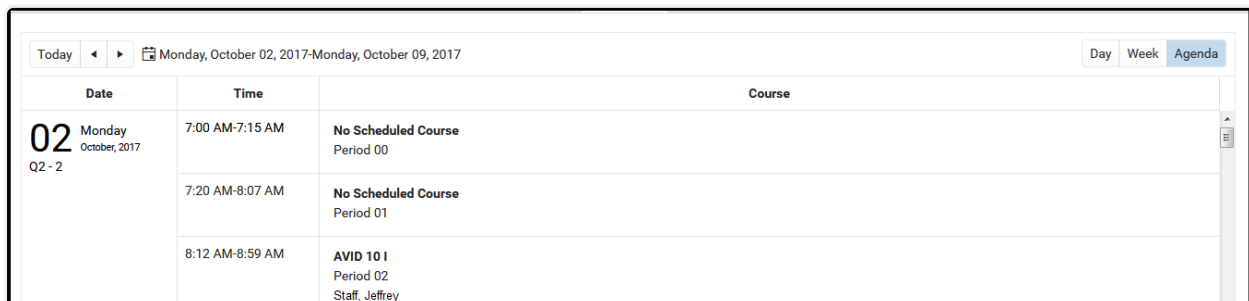 Today ◄ ► Monday, October 02, 2017-Monday, October 09, 2017 Day Week Agenda
Date Time Course
02 Monday 7:00 AM-7:15 AM No Scheduled Course
October, 2017 Period 00
Q2 - 2
7:20 AM-8:07 AM No Scheduled Course
Period 01
8:12 AM-8:59 AM AVID 10 I
Period 02
Staff, Jeffrey